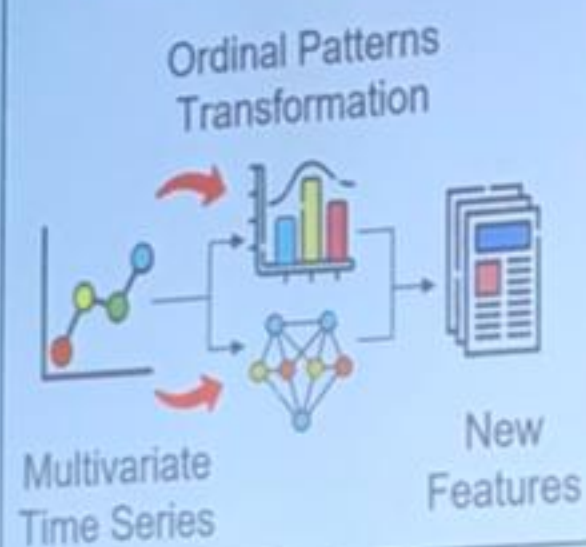 Ordinal Patterns
Transformation
Multivariate
Time Series
New
Features